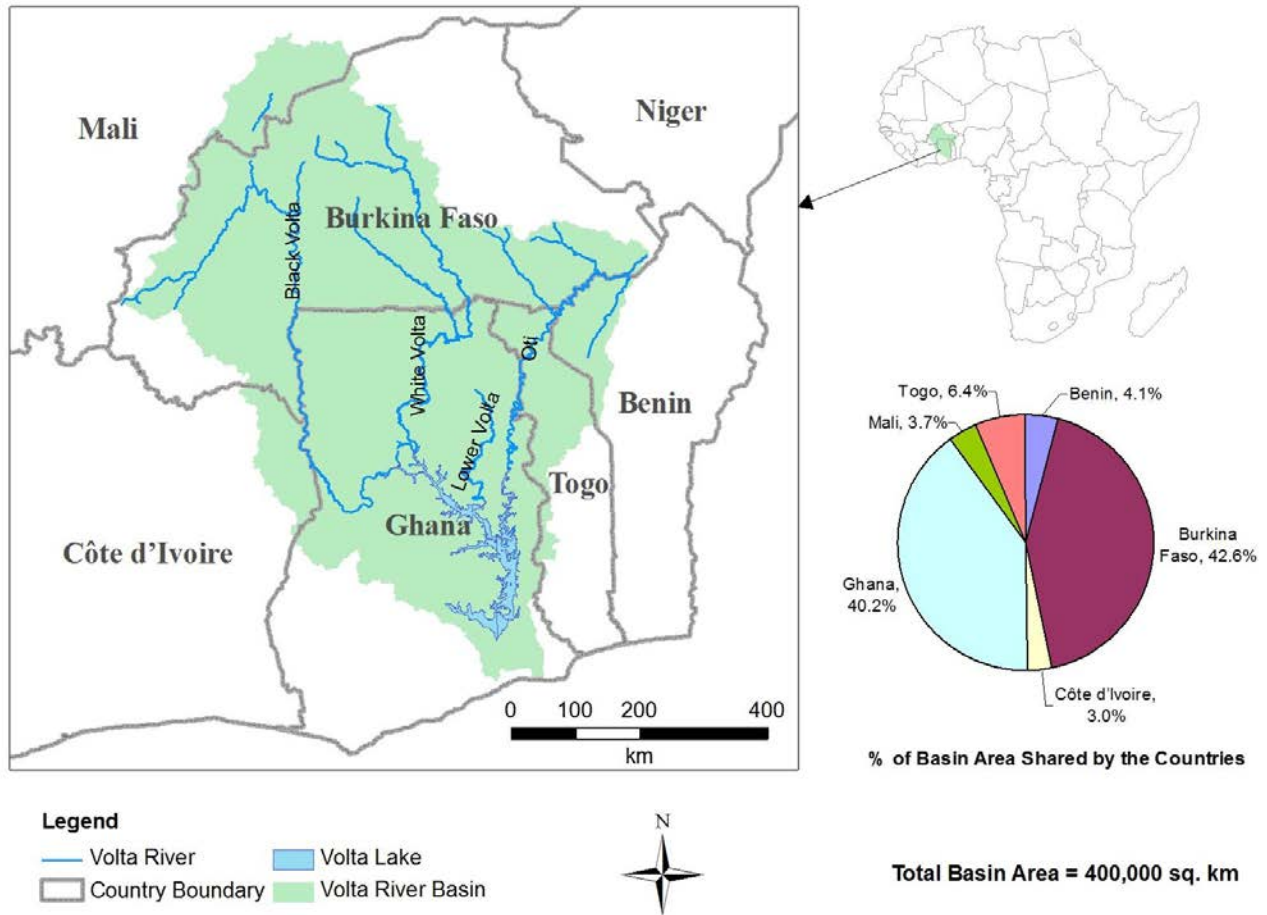 Mali
Niger
Burkina Faso
Black Volta
White Volta
Oti
Lower Volta
Benin
Togo
Ghana
Côte d’Ivoire
0 100 200 400
km
Togo, 6.4%
Benin, 4.1%
Mali, 3.7%
Burkina
Faso, 42.6%
Ghana,
40.2%
Côte d’Ivoire,
3.0%
% of Basin Area Shared by the Countries
Legend
Volta River
Volta Lake
Country Boundary
Volta River Basin
N
Total Basin Area = 400,000 sq. km